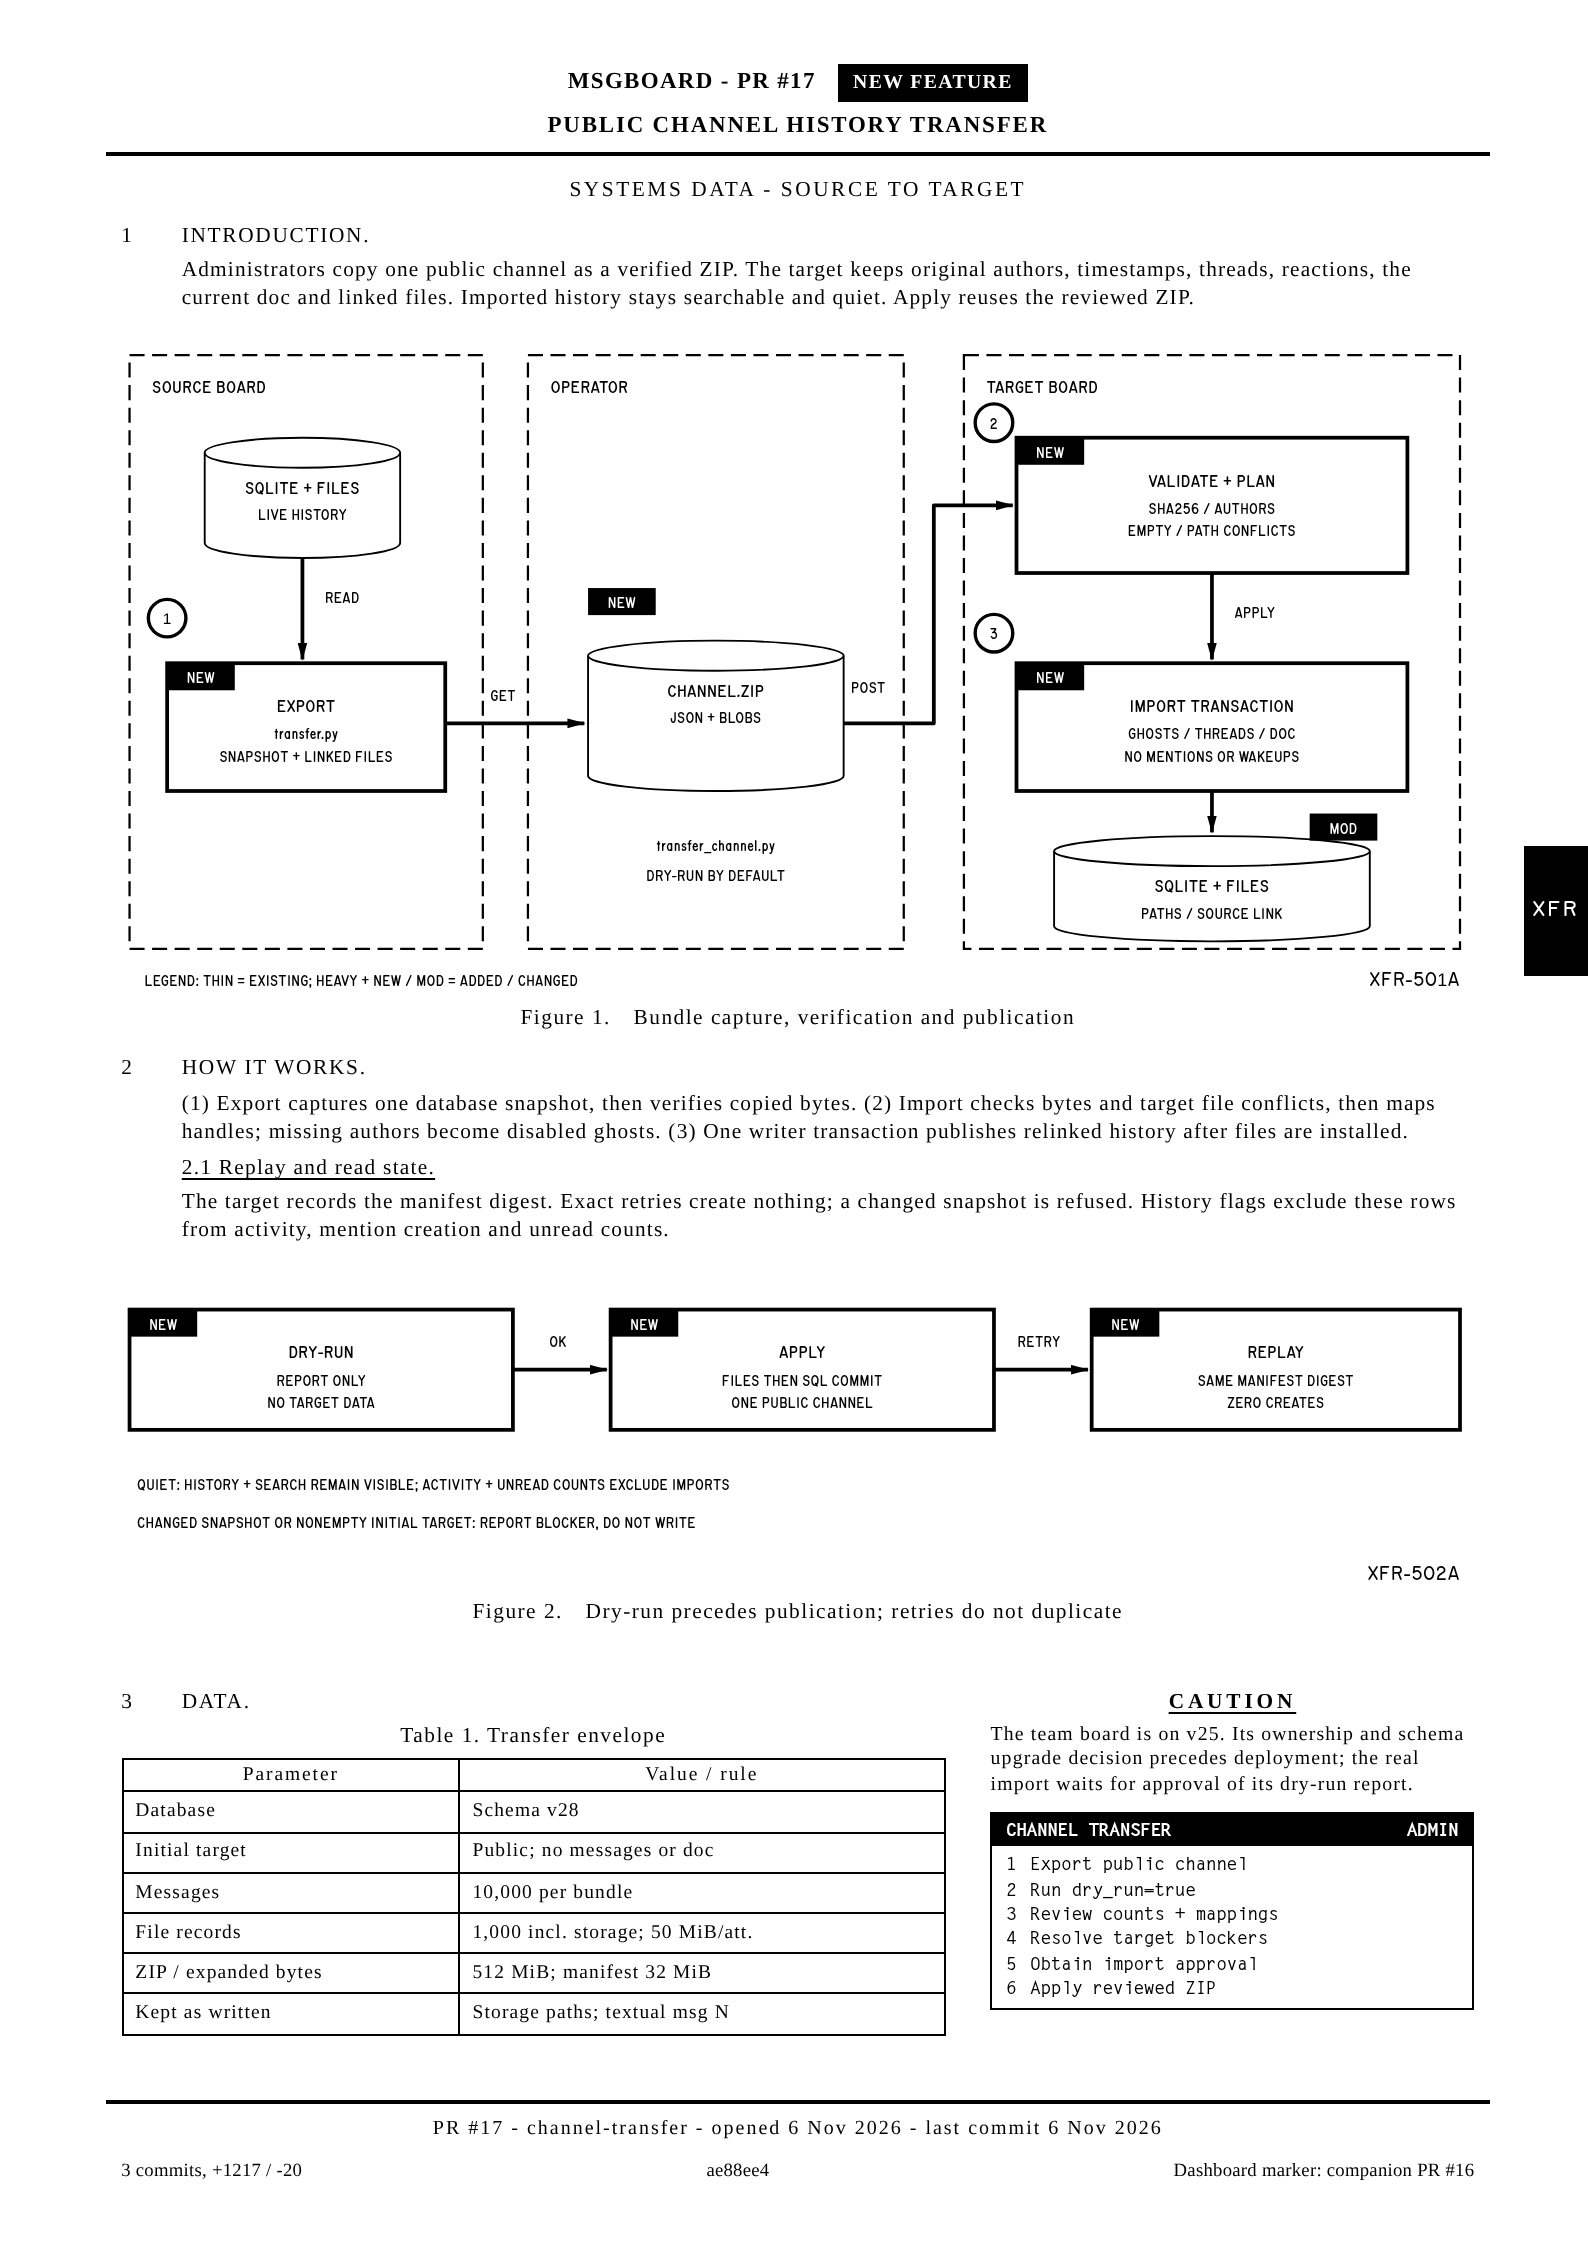 MSGBOARD - PR #17 NEW FEATURE
PUBLIC CHANNEL HISTORY TRANSFER
SYSTEMS DATA - SOURCE TO TARGET
1 INTRODUCTION.
Administrators copy one public channel as a verified ZIP. The target keeps original authors, timestamps, threads, reactions, the
current doc and linked files. Imported history stays searchable and quiet. Apply reuses the reviewed ZIP.
SOURCE BOARD
SQLITE + FILES
LIVE HISTORY
READ
1
NEW
EXPORT
transfer.py
SNAPSHOT + LINKED FILES
GET
OPERATOR
NEW
CHANNEL.ZIP
JSON + BLOBS
POST
transfer_channel.py
DRY-RUN BY DEFAULT
TARGET BOARD
2
NEW
VALIDATE + PLAN
SHA256 / AUTHORS
EMPTY / PATH CONFLICTS
APPLY
3
NEW
IMPORT TRANSACTION
GHOSTS / THREADS / DOC
NO MENTIONS OR WAKEUPS
MOD
SQLITE + FILES
PATHS / SOURCE LINK
XFR
LEGEND: THIN = EXISTING; HEAVY + NEW / MOD = ADDED / CHANGED
XFR-501A
Figure 1. Bundle capture, verification and publication
2 HOW IT WORKS.
(1) Export captures one database snapshot, then verifies copied bytes. (2) Import checks bytes and target file conflicts, then maps
handles; missing authors become disabled ghosts. (3) One writer transaction publishes relinked history after files are installed.
2.1 Replay and read state.
The target records the manifest digest. Exact retries create nothing; a changed snapshot is refused. History flags exclude these rows
from activity, mention creation and unread counts.
NEW
DRY-RUN
REPORT ONLY
NO TARGET DATA
OK
NEW
APPLY
FILES THEN SQL COMMIT
ONE PUBLIC CHANNEL
RETRY
NEW
REPLAY
SAME MANIFEST DIGEST
ZERO CREATES
QUIET: HISTORY + SEARCH REMAIN VISIBLE; ACTIVITY + UNREAD COUNTS EXCLUDE IMPORTS
CHANGED SNAPSHOT OR NONEMPTY INITIAL TARGET: REPORT BLOCKER, DO NOT WRITE
XFR-502A
Figure 2. Dry-run precedes publication; retries do not duplicate
3 DATA.
Table 1. Transfer envelope
Parameter Value / rule
Database Schema v28
Initial target Public; no messages or doc
Messages 10,000 per bundle
File records 1,000 incl. storage; 50 MiB/att.
ZIP / expanded bytes 512 MiB; manifest 32 MiB
Kept as written Storage paths; textual msg N
CAUTION
The team board is on v25. Its ownership and schema
upgrade decision precedes deployment; the real
import waits for approval of its dry-run report.
CHANNEL TRANSFER ADMIN
1 Export public channel
2 Run dry_run=true
3 Review counts + mappings
4 Resolve target blockers
5 Obtain import approval
6 Apply reviewed ZIP
PR #17 - channel-transfer - opened 6 Nov 2026 - last commit 6 Nov 2026
3 commits, +1217 / -20 ae88ee4 Dashboard marker: companion PR #16